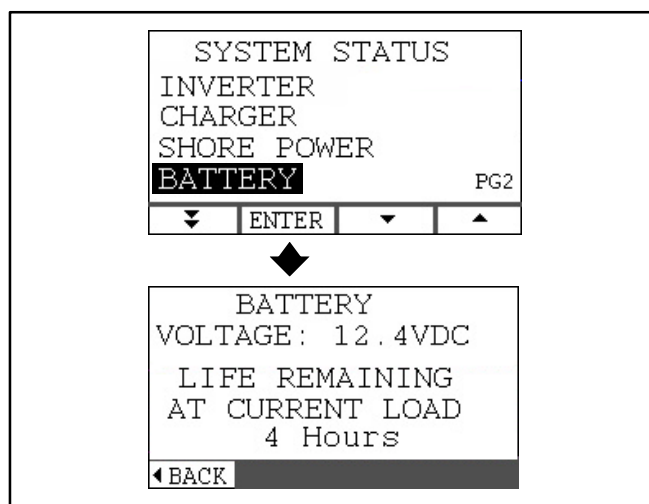 SYSTEM STATUS
INVERTER
CHARGER
SHORE POWER
BATTERY PG2
ENTER
BATTERY
VOLTAGE: 12.4VDC
LIFE REMAINING
AT CURRENT LOAD
4 Hours
BACK